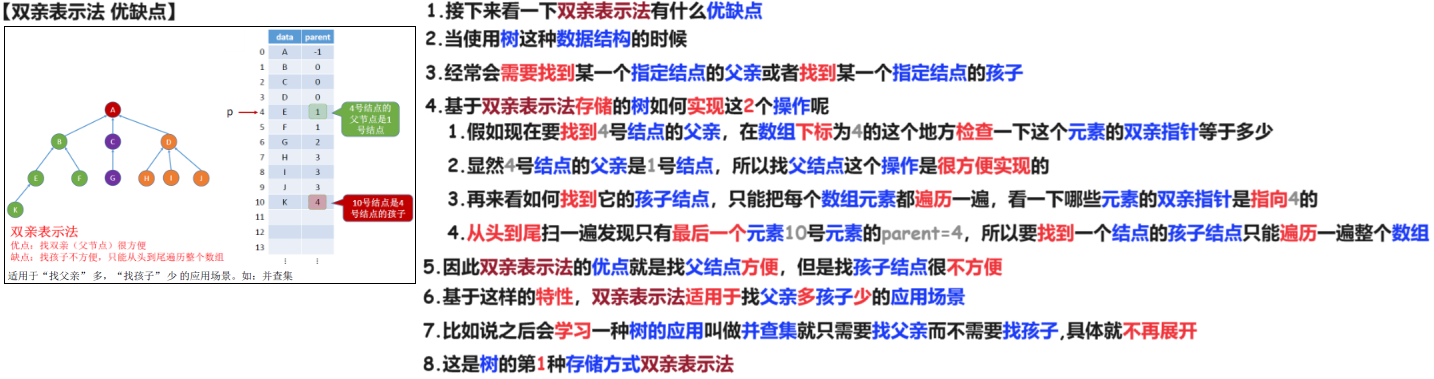 【双亲表示法 优缺点】
data parent
0 A -1
1 B 0
2 C 0
3 D 0
p 4 E 1
5 F 1
6 G 2
7 H 3
8 I 3
9 J 3
10 K 4
11
12
13
⋮ ⋮
4号结点的
父节点是1
号结点
10号结点是4
号结点的孩子
A
B C D
E F G H I J
K
双亲表示法
优点：找双亲（父节点）很方便
缺点：找孩子不方便，只能从头到尾遍历整个数组
适用于“找父亲”多，“找孩子”少的应用场景。如：并查集
1.接下来看一下双亲表示法有什么优缺点
2.当使用树这种数据结构的时候
3.经常会需要找到某一个指定结点的父亲或者找到某一个指定结点的孩子
4.基于双亲表示法存储的树如何实现这2个操作呢
1.假如现在要找到4号结点的父亲，在数组下标为4的这个地方检查一下这个元素的双亲指针等于多少
2.显然4号结点的父亲是1号结点，所以找父结点这个操作是很方便实现的
3.再来看如何找到它的孩子结点，只能把每个数组元素都遍历一遍，看一下哪些元素的双亲指针是指向4的
4.从头到尾扫一遍发现只有最后一个元素10号元素的parent=4，所以要找到一个结点的孩子结点只能遍历一遍整个数组
5.因此双亲表示法的优点就是找父结点方便，但是找孩子结点很不方便
6.基于这样的特性，双亲表示法适用于找父亲多孩子少的应用场景
7.比如说之后会学习一种树的应用叫做并查集就只需要找父亲而不需要找孩子,具体就不再展开
8.这是树的第1种存储方式双亲表示法